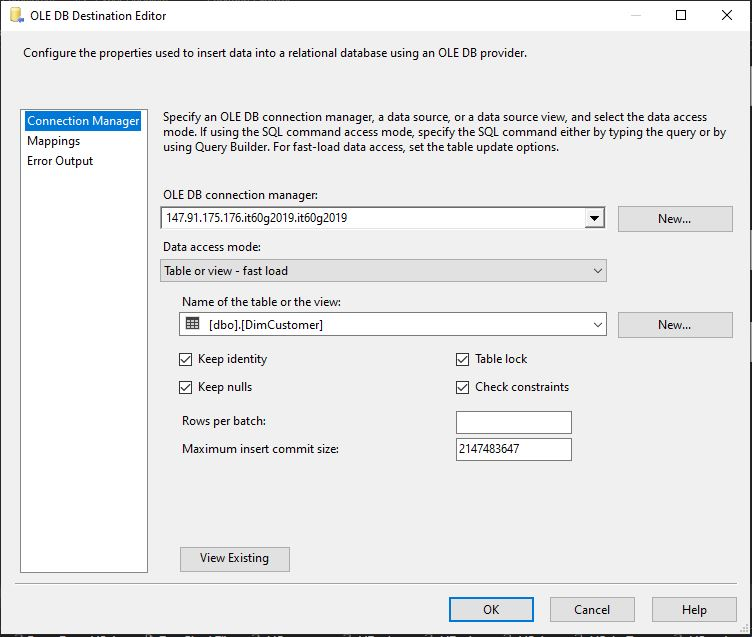 OLE DB Destination Editor
Configure the properties used to insert data into a relational database using an OLE DB provider.
Connection Manager
Mappings
Error Output
Specify an OLE DB connection manager, a data source, or a data source view, and select the data access
mode. If using the SQL command access mode, specify the SQL command either by typing the query or by
using Query Builder. For fast-load data access, set the table update options.
OLE DB connection manager:
147.91.175.176.it60g2019.it60g2019
New...
Data access mode:
Table or view - fast load
Name of the table or the view:
[dbo].[DimCustomer]
New...
Keep identity
Table lock
Keep nulls
Check constraints
Rows per batch:
Maximum insert commit size:
2147483647
View Existing
OK
Cancel
Help